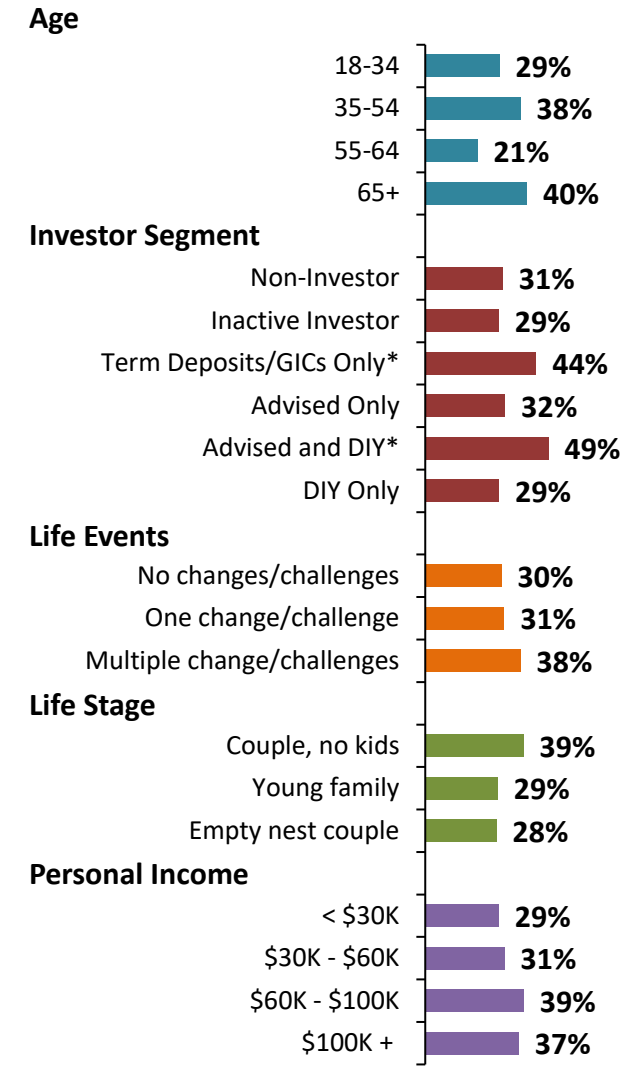 Age
18-34 29%
35-54 38%
55-64 21%
65+ 40%
Investor Segment
Non-Investor 31%
Inactive Investor 29%
Term Deposits/GICs Only* 44%
Advised Only 32%
Advised and DIY* 49%
DIY Only 29%
Life Events
No changes/challenges 30%
One change/challenge 31%
Multiple change/challenges 38%
Life Stage
Couple, no kids 39%
Young family 29%
Empty nest couple 28%
Personal Income
< $30K 29%
$30K - $60K 31%
$60K - $100K 39%
$100K + 37%